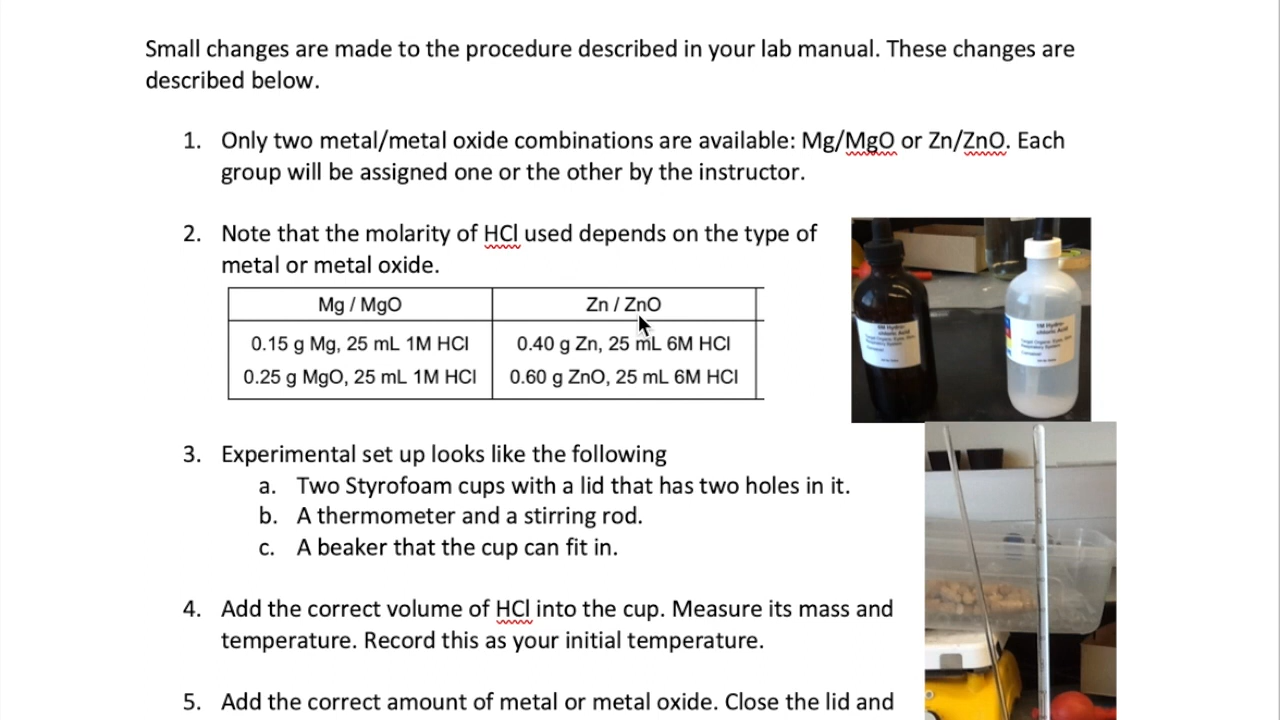 Small changes are made to the procedure described in your lab manual. These changes are
described below.
1. Only two metal/metal oxide combinations are available: Mg/MgO or Zn/ZnO. Each
group will be assigned one or the other by the instructor.
2. Note that the molarity of HCl used depends on the type of
metal or metal oxide.
Mg / MgO Zn / ZnO
0.15 g Mg, 25 mL 1M HCl 0.40 g Zn, 25 mL 6M HCl
0.25 g MgO, 25 mL 1M HCl 0.60 g ZnO, 25 mL 6M HCl
3. Experimental set up looks like the following
a. Two Styrofoam cups with a lid that has two holes in it.
b. A thermometer and a stirring rod.
c. A beaker that the cup can fit in.
4. Add the correct volume of HCl into the cup. Measure its mass and
temperature. Record this as your initial temperature.
5. Add the correct amount of metal or metal oxide. Close the lid and